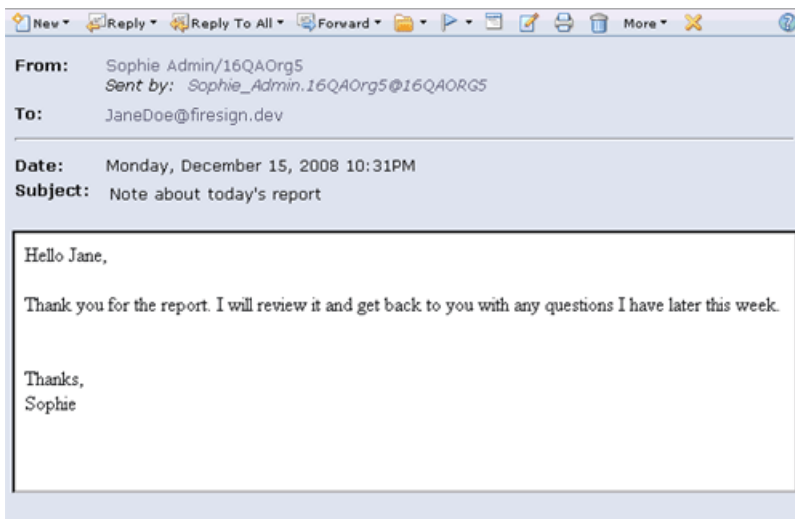 New Reply Reply To All Forward More
From: Sophie Admin/16QAOrg5
Sent by: Sophie_Admin.16QAOrg5@16QAORG5
To: JaneDoe@firesign.dev
Date: Monday, December 15, 2008 10:31PM
Subject: Note about today's report
Hello Jane,
Thank you for the report. I will review it and get back to you with any questions I have later this week.
Thanks,
Sophie